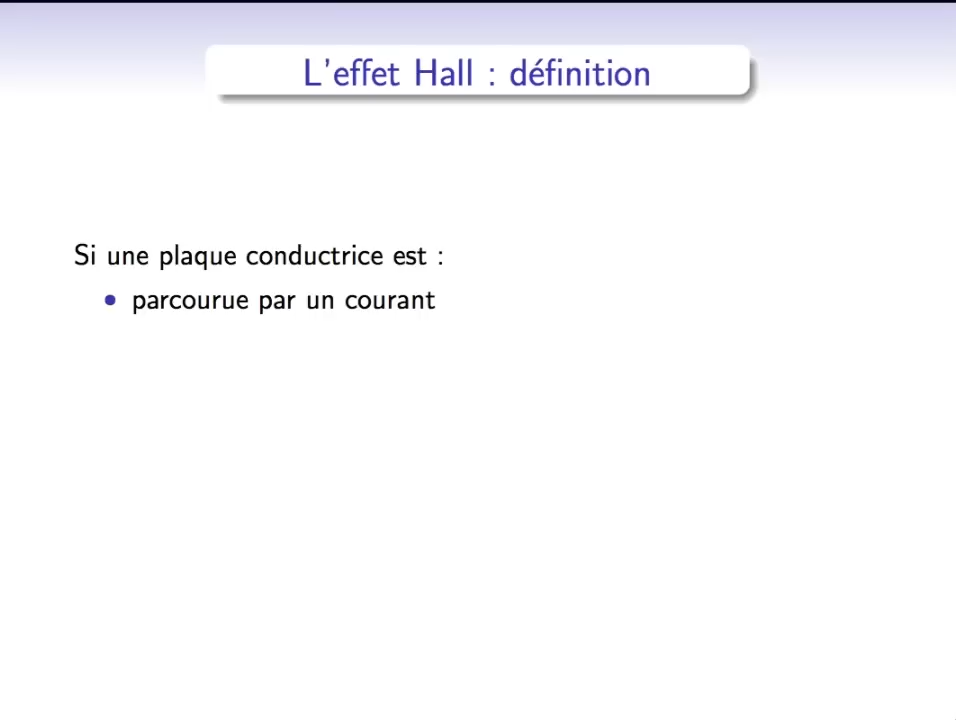 L'effet Hall : définition
Si une plaque conductrice est :
• parcourue par un courant